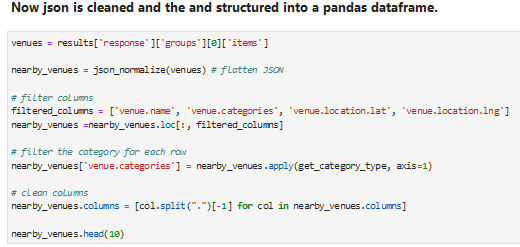 Now json is cleaned and the and structured into a pandas dataframe.
venues = results['response']['groups'][0]['items']
nearby_venues = json_normalize(venues) # flatten JSON
# filter columns
filtered_columns = ['venue.name', 'venue.categories', 'venue.location.lat', 'venue.location.lng']
nearby_venues =nearby_venues.loc[:, filtered_columns]
# filter the category for each row
nearby_venues['venue.categories'] = nearby_venues.apply(get_category_type, axis=1)
# clean columns
nearby_venues.columns = [col.split(".")[-1] for col in nearby_venues.columns]
nearby_venues.head(10)